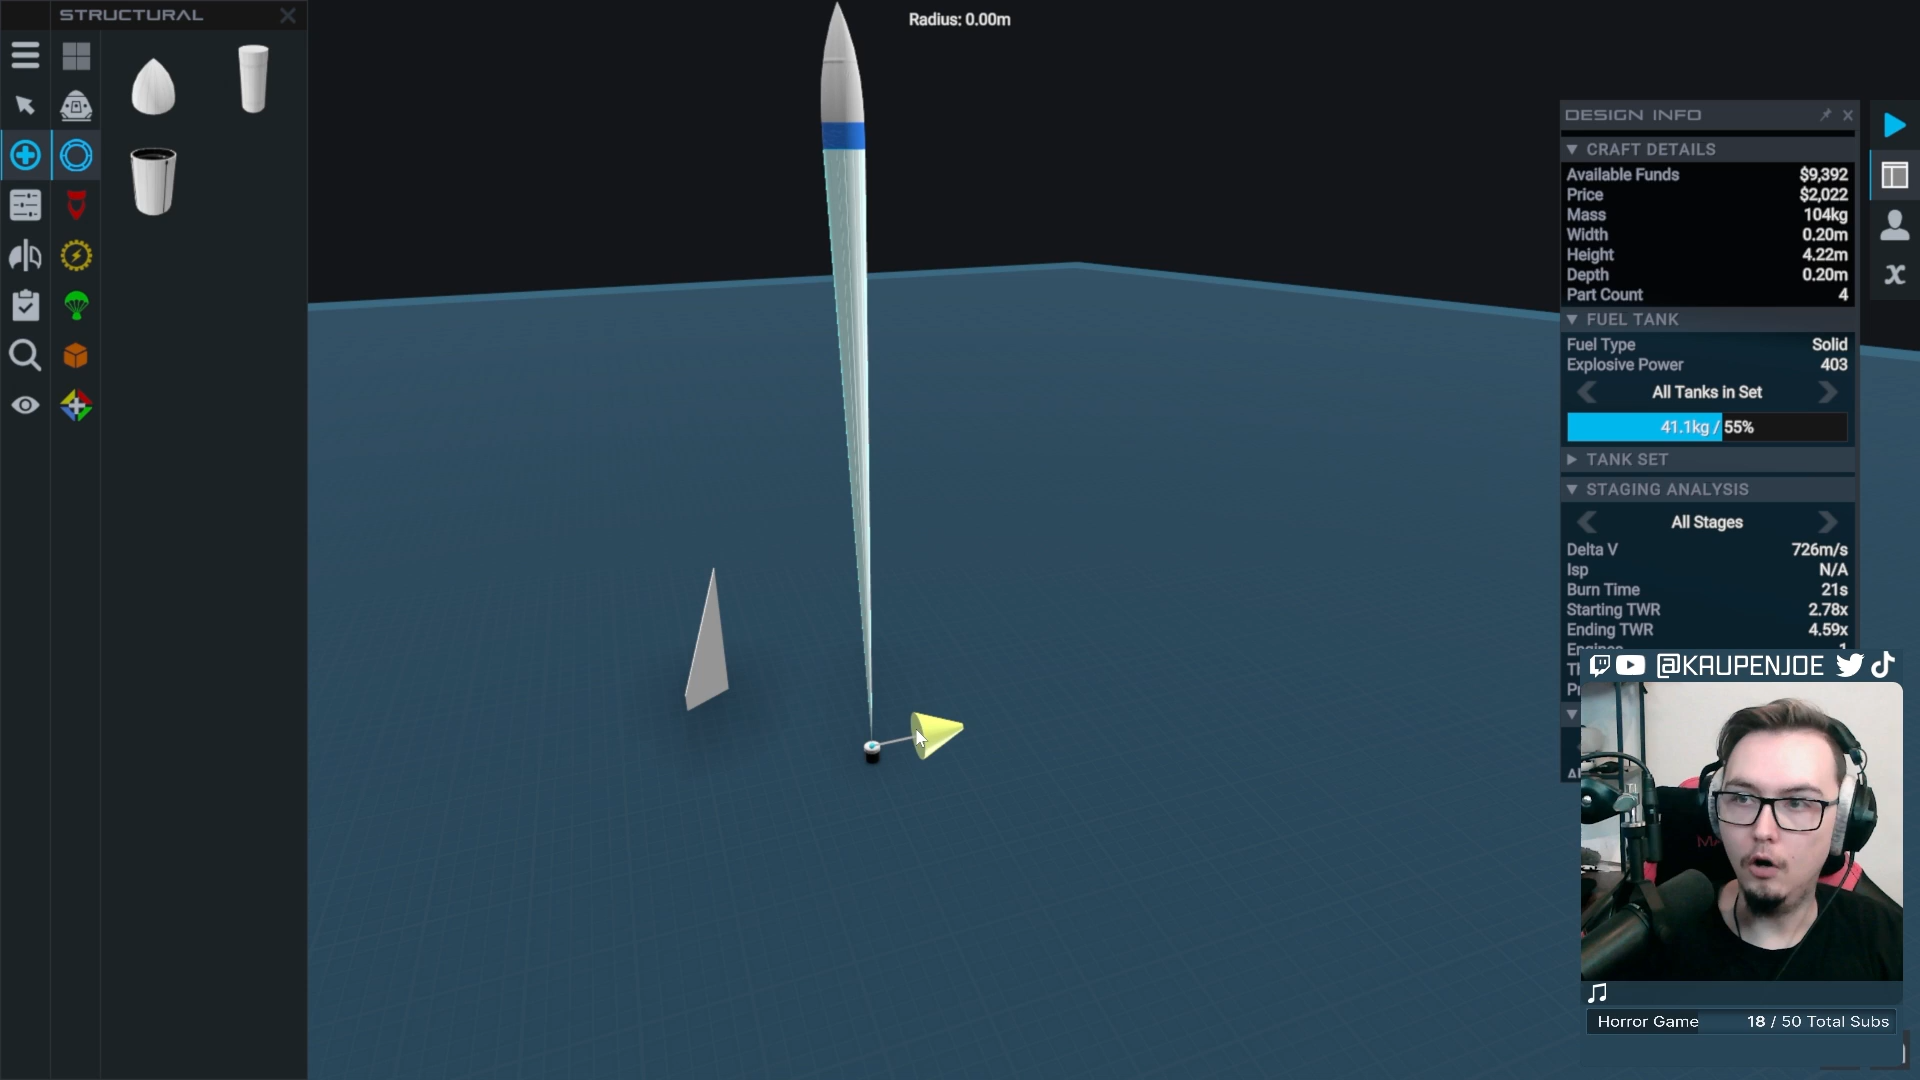 STRUCTURAL
Radius: 0.00m
DESIGN INFO
CRAFT DETAILS
Available Funds $9,392
Price $2,022
Mass 104kg
Width 0.20m
Height 4.22m
Depth 0.20m
Part Count 4
FUEL TANK
Fuel Type Solid
Explosive Power 403
All Tanks in Set
41.1kg / 55%
TANK SET
STAGING ANALYSIS
All Stages
Delta V 726m/s
Isp N/A
Burn Time 21s
Starting TWR 2.78x
Ending TWR 4.59x
@KAUPENJOE
Horror Game 18 / 50 Total Subs